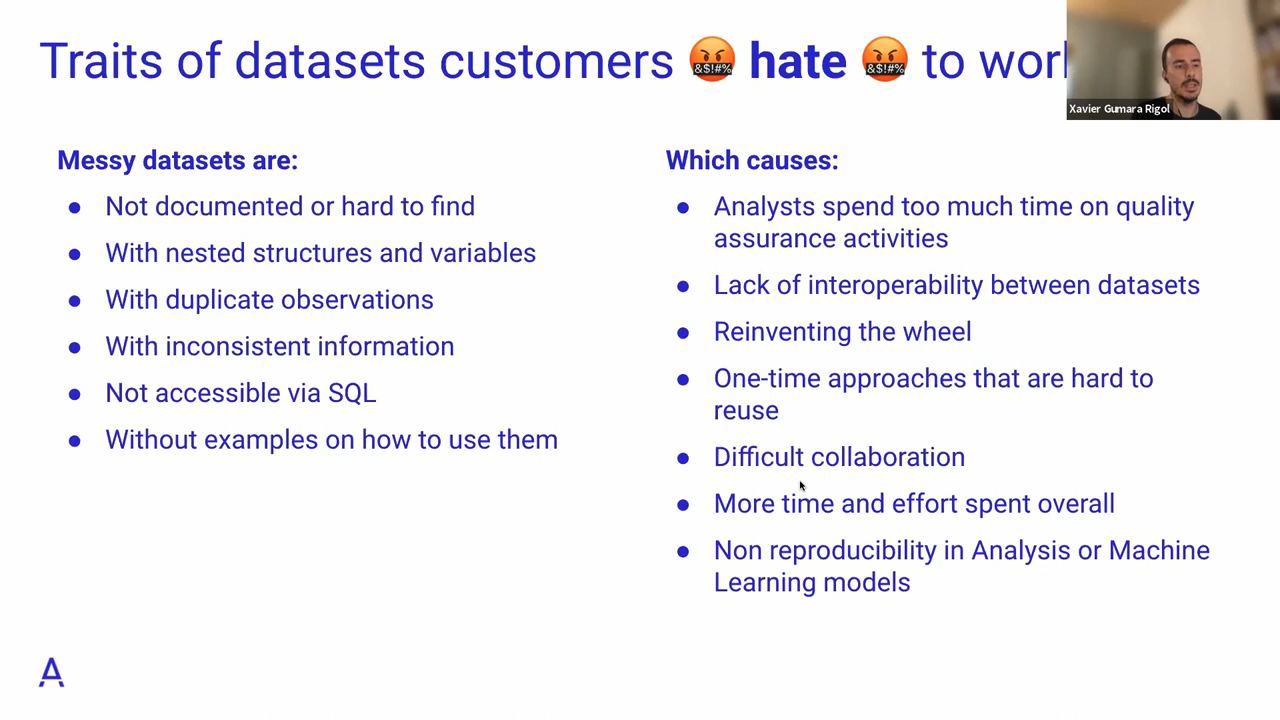 Traits of datasets customers 🤬 hate 🤬 to work
Xavier Gumara Rigol
Messy datasets are:
● Not documented or hard to find
● With nested structures and variables
● With duplicate observations
● With inconsistent information
● Not accessible via SQL
● Without examples on how to use them
Which causes:
● Analysts spend too much time on quality
assurance activities
● Lack of interoperability between datasets
● Reinventing the wheel
● One-time approaches that are hard to
reuse
● Difficult collaboration
● More time and effort spent overall
● Non reproducibility in Analysis or Machine
Learning models
A